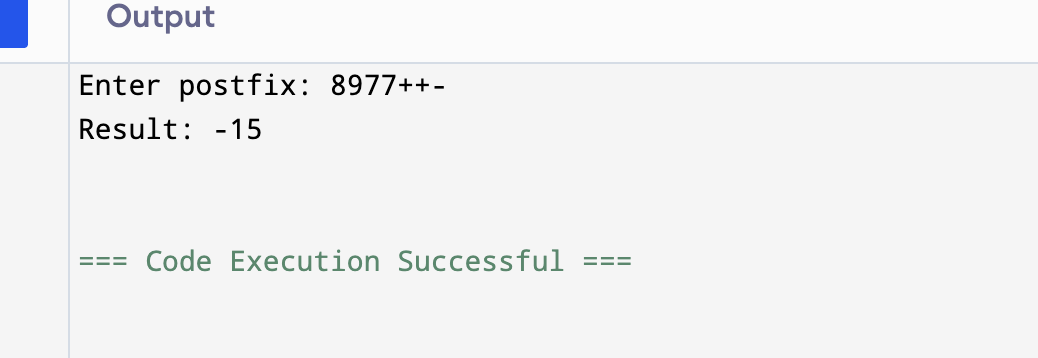 Output
Enter postfix: 8977++-
Result: -15
=== Code Execution Successful ===